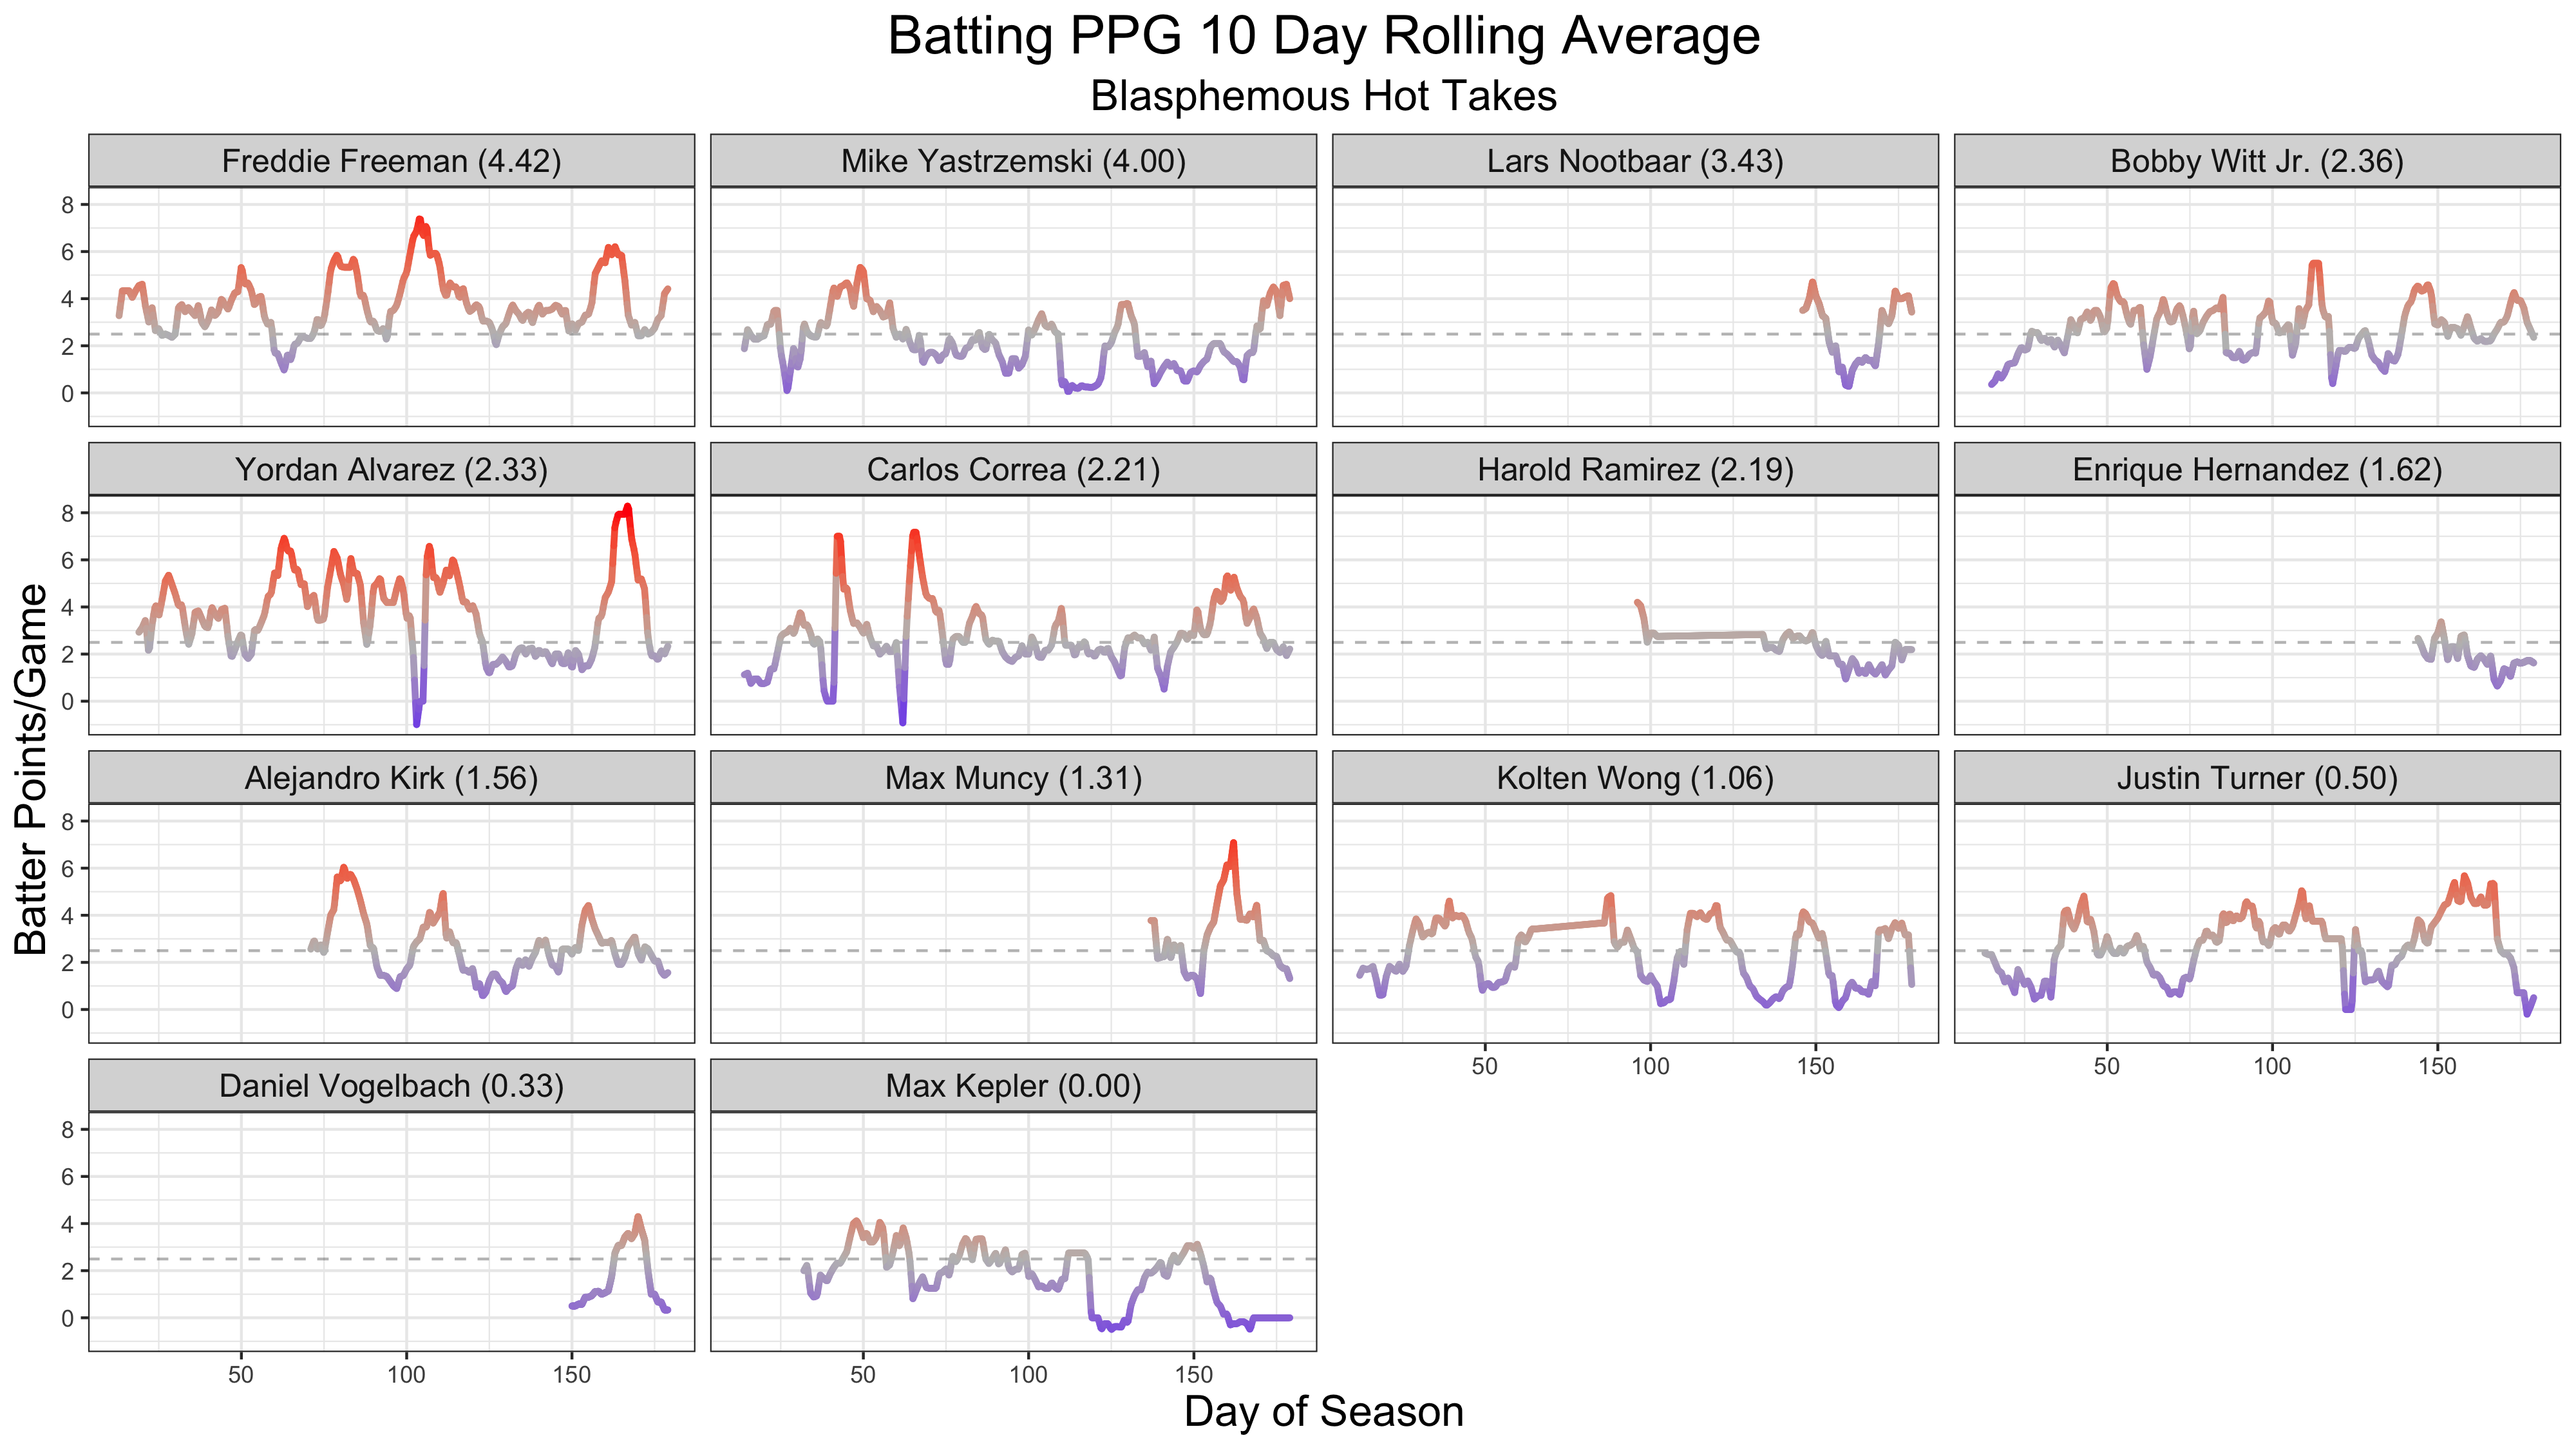 Batting PPG 10 Day Rolling Average
Blasphemous Hot Takes
Freddie Freeman (4.42)
Mike Yastrzemski (4.00)
Lars Nootbaar (3.43)
Bobby Witt Jr. (2.36)
8
6
4
2
0
Yordan Alvarez (2.33)
Carlos Correa (2.21)
Harold Ramirez (2.19)
Enrique Hernandez (1.62)
8
6
4
2
0
Batter Points/Game
Alejandro Kirk (1.56)
Max Muncy (1.31)
Kolten Wong (1.06)
Justin Turner (0.50)
8
6
4
2
0
50 100 150
50 100 150
Daniel Vogelbach (0.33)
Max Kepler (0.00)
8
6
4
2
0
50 100 150
50 100 150
Day of Season